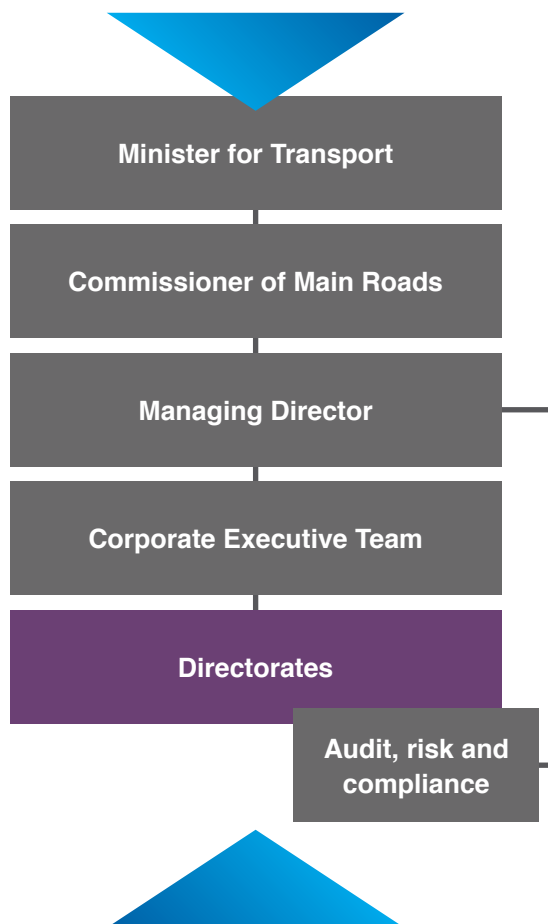 Minister for Transport
Commissioner of Main Roads
Managing Director
Corporate Executive Team
Directorates
Audit, risk and
compliance